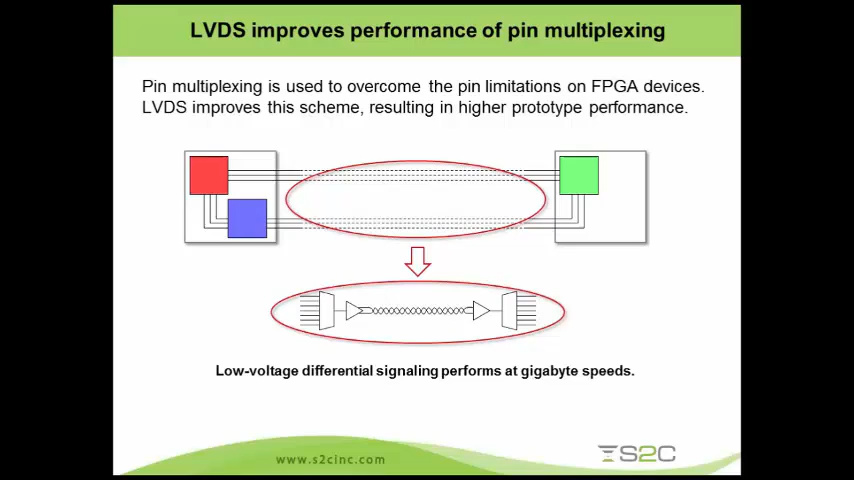 LVDS improves performance of pin multiplexing
Pin multiplexing is used to overcome the pin limitations on FPGA devices.
LVDS improves this scheme, resulting in higher prototype performance.
Low-voltage differential signaling performs at gigabyte speeds.
www.s2cinc.com
S2C